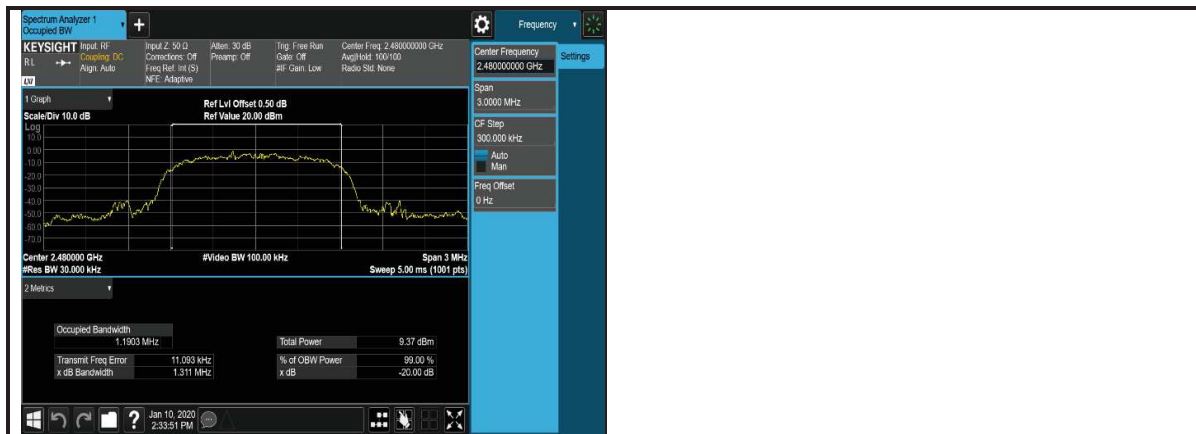 Spectrum Analyzer 1
Occupied BW
+
Frequency
KEYSIGHT Input: RF Input Z: 50 Ω Atten: 30 dB Trig: Free Run Center Freq: 2.480000000 GHz
Coupling: DC Corrections: Off Preamp: Off Gate: Off Avg|Hold: 100/100
RL Align: Auto Freq Ref: Int (S) #IF Gain: Low Radio Std: None
NFE: Adaptive
LXI
Center Frequency
2.480000000 GHz
Settings
Span
3.0000 MHz
CF Step
300.000 kHz
Auto
Man
Freq Offset
0 Hz
1 Graph
Ref Lvl Offset 0.50 dB
Scale/Div 10.0 dB Ref Value 20.00 dBm
Log
10.0
0.00
-10.0
-20.0
-30.0
-40.0
-50.0
-60.0
-70.0
Center 2.480000 GHz #Video BW 100.00 kHz Span 3 MHz
#Res BW 30.000 kHz Sweep 5.00 ms (1001 pts)
2 Metrics
Occupied Bandwidth
1.1903 MHz Total Power 9.37 dBm
Transmit Freq Error 11.093 kHz % of OBW Power 99.00 %
x dB Bandwidth 1.311 MHz x dB -20.00 dB
? Jan 10, 2020
2:33:51 PM